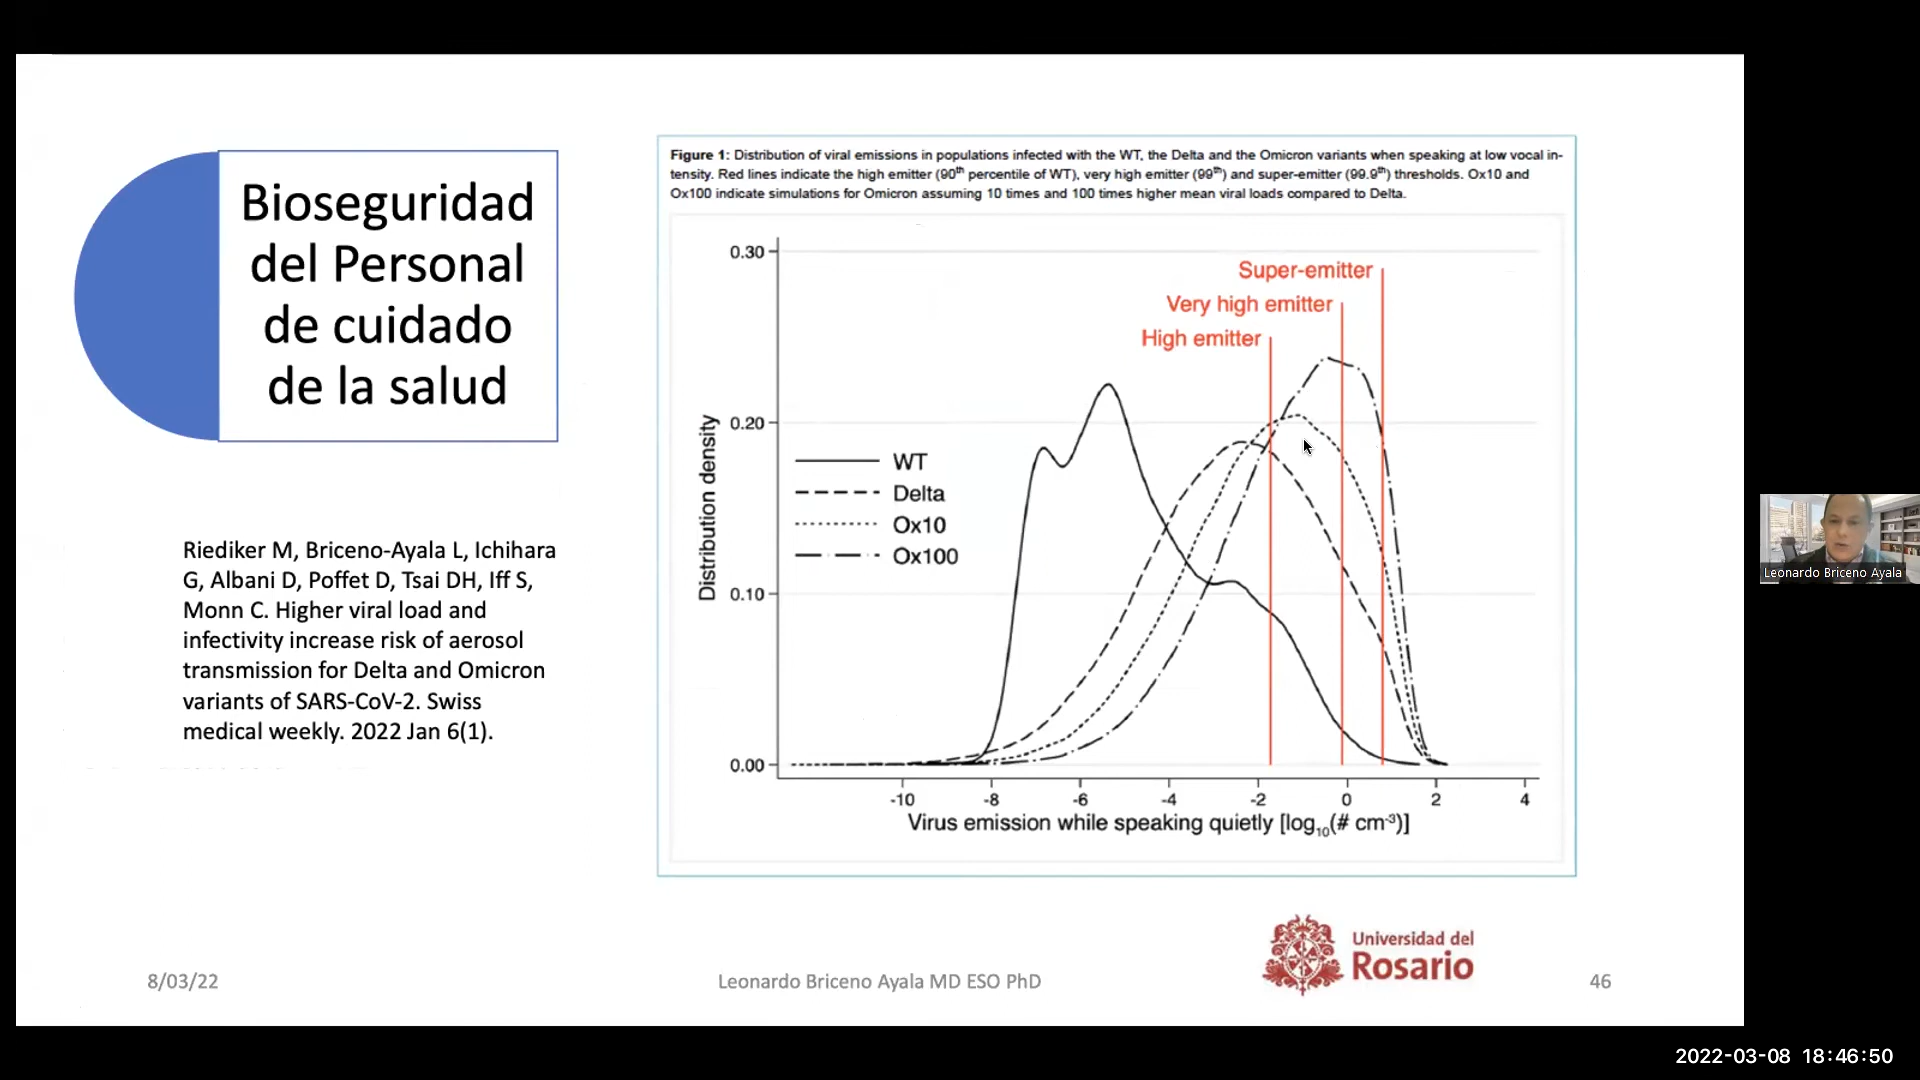 Bioseguridad
del Personal
de cuidado
de la salud
Riediker M, Briceno-Ayala L, Ichihara
G, Albani D, Poffet D, Tsai DH, Iff S,
Monn C. Higher viral load and
infectivity increase risk of aerosol
transmission for Delta and Omicron
variants of SARS-CoV-2. Swiss
medical weekly. 2022 Jan 6(1).
Figure 1: Distribution of viral emissions in populations infected with the WT, the Delta and the Omicron variants when speaking at low vocal in-
tensity. Red lines indicate the high emitter (90th percentile of WT), very high emitter (99th) and super-emitter (99.9th) thresholds. Ox10 and
Ox100 indicate simulations for Omicron assuming 10 times and 100 times higher mean viral loads compared to Delta.
Super-emitter
Very high emitter
High emitter
Distribution density
0.30
0.20
0.10
0.00
WT
Delta
Ox10
Ox100
-10 -8 -6 -4 -2 0 2 4
Virus emission while speaking quietly [log10(# cm-3)]
Universidad del
Rosario
8/03/22
Leonardo Briceno Ayala MD ESO PhD
46
Leonardo Briceno Ayala
2022-03-08 18:46:50